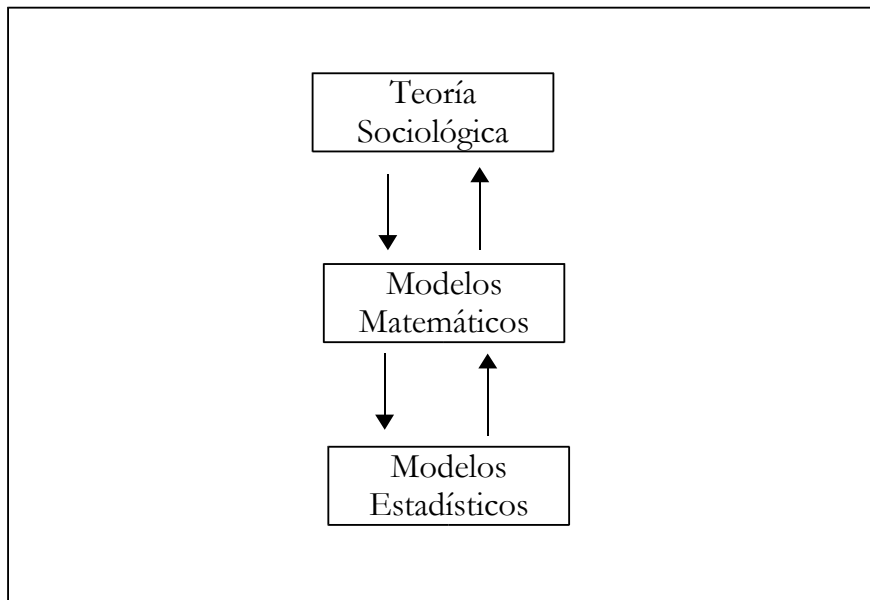 Teoría
Sociológica
Modelos
Matemáticos
Modelos
Estadísticos